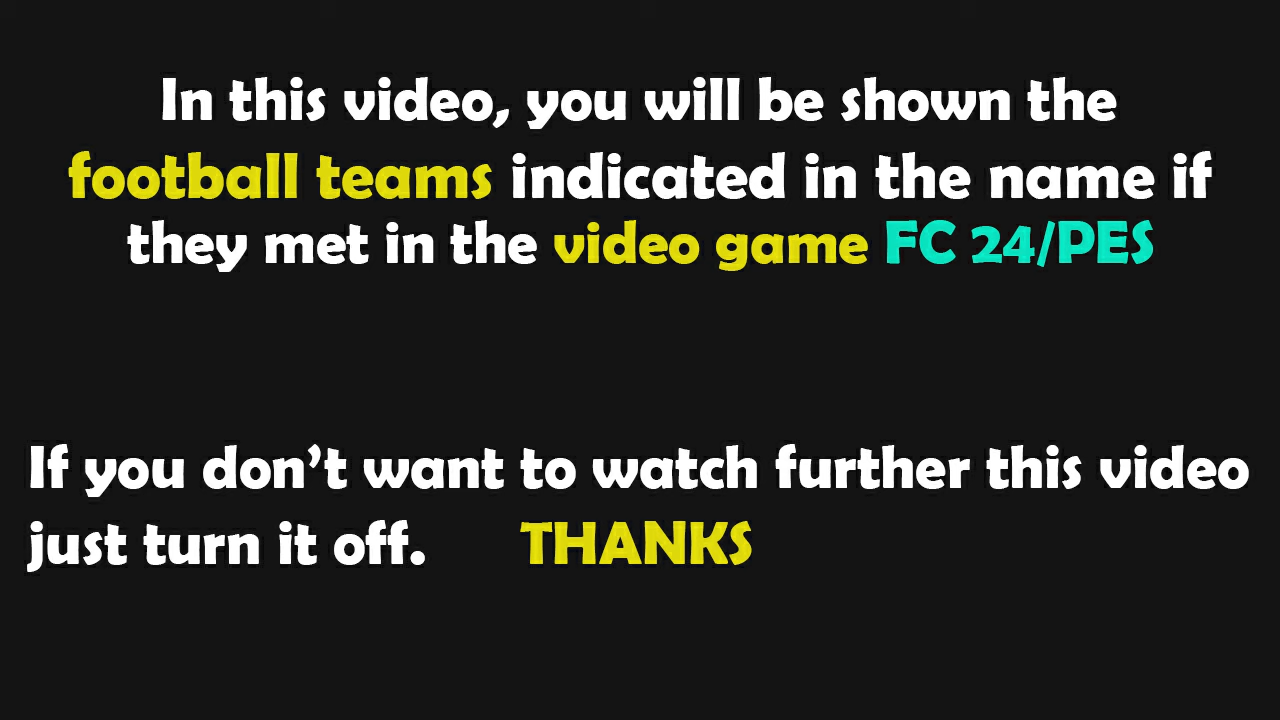 In this video, you will be shown the
football teams indicated in the name if
they met in the video game FC 24/PES
If you don’t want to watch further this video
just turn it off. THANKS